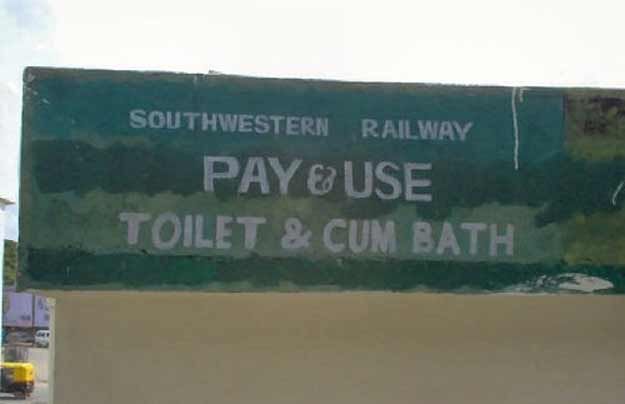 SOUTHWESTERN RAILWAY
PAY & USE
TOILET & CUM BATH